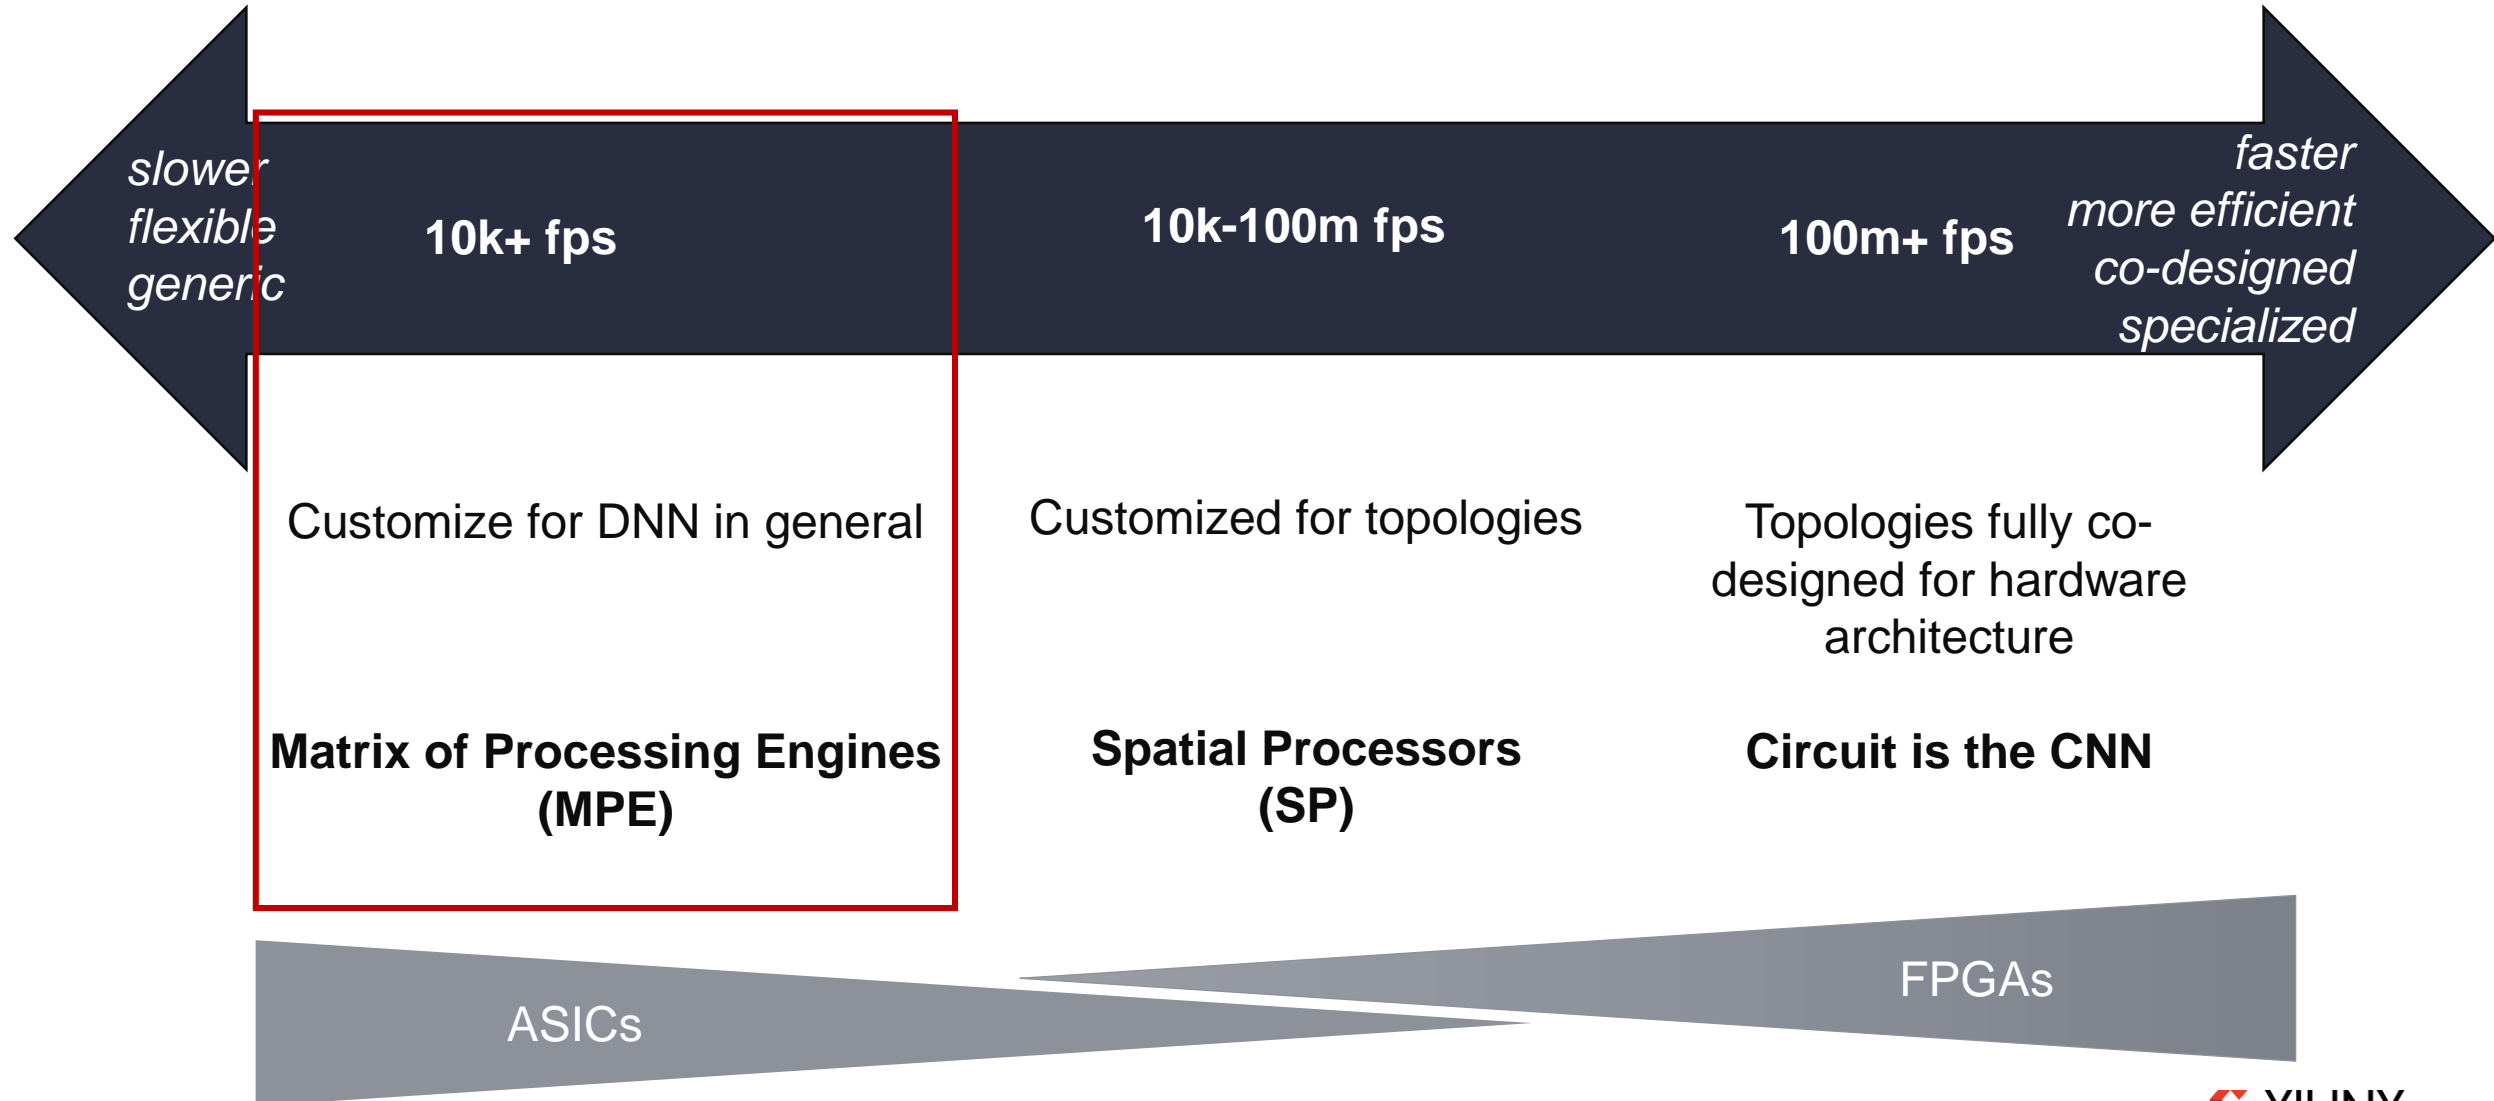 slower
flexible
generic
10k+ fps
10k-100m fps
100m+ fps
faster
more efficient
co-designed
specialized
Customize for DNN in general
Customized for topologies
Topologies fully co-
designed for hardware
architecture
Matrix of Processing Engines
(MPE)
Spatial Processors
(SP)
Circuit is the CNN
ASICs
FPGAs
XILINX